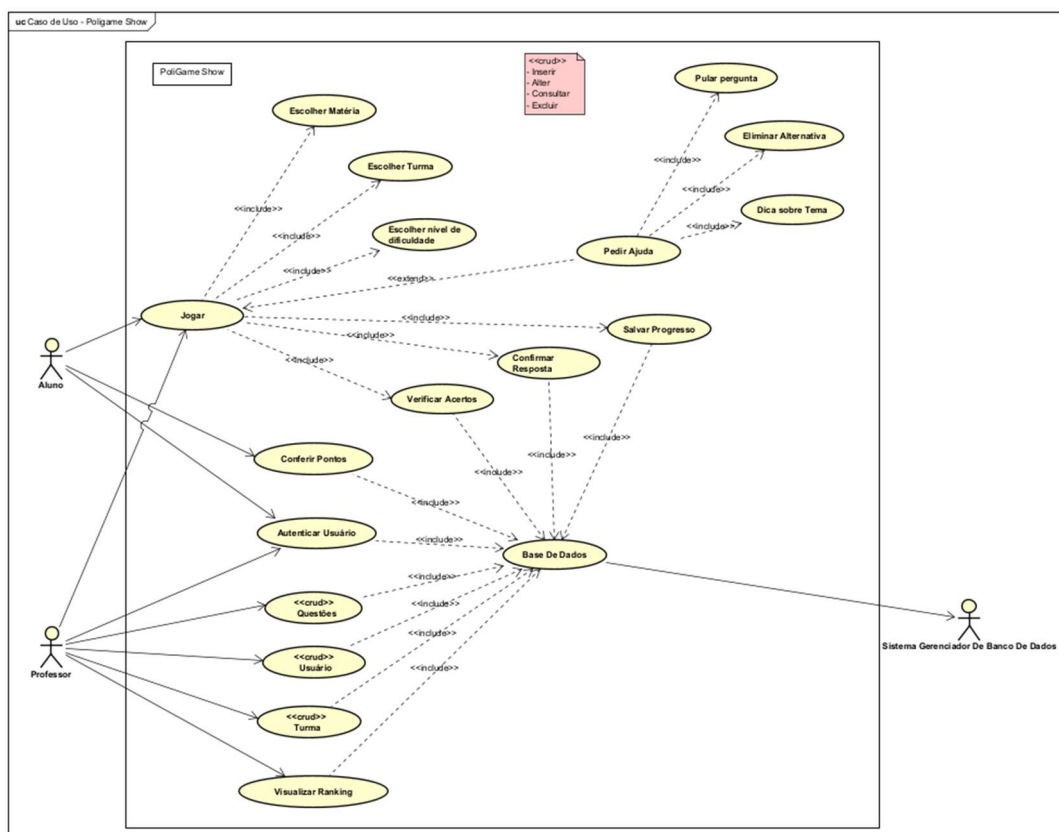 uc Caso de Uso - Poligame Show
PoliGame Show
<<crud>>
- Inserir
- Alter
- Consultar
- Excluir
Pular pergunta
Escolher Matéria
Eliminar Alternativa
<<include>>
Escolher Turma
<<include>>
<<include>>
Dica sobre Tema
<<include>>
Escolher nível de
dificuldade
<<include>>
Pedir Ajuda
<<include>>
<<extend>>
Jogar
<<include>>
Salvar Progresso
<<include>>
Confirmar
Resposta
<<include>>
Aluno
Verificar Acertos
<<include>>
<<include>>
Conferir Pontos
<<include>>
<<include>>
Autenticar Usuário
<<include>>
Base De Dados
<<include>>
<<crud>>
Questões
<<include>>
<<include>>
Sistema Gerenciador De Banco De Dados
<<crud>>
Usuário
<<include>>
Professor
<<crud>>
Turma
Visualizar Ranking